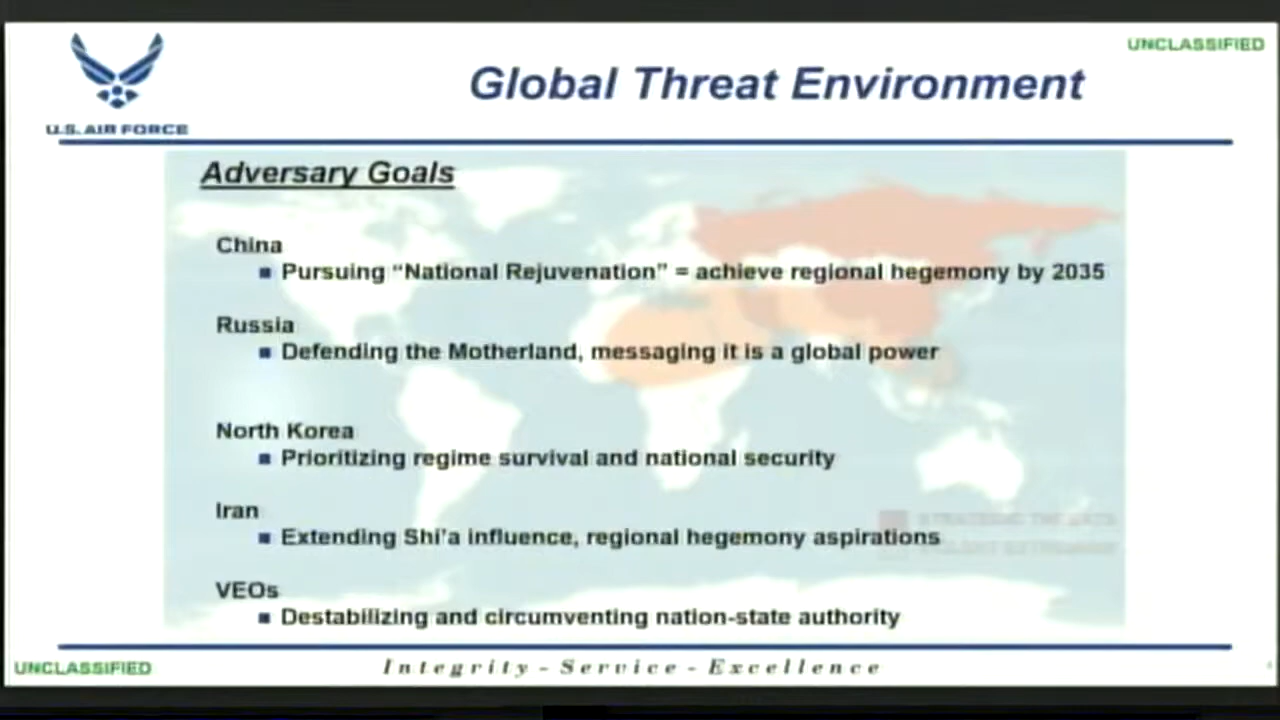 UNCLASSIFIED
U.S. AIR FORCE
Global Threat Environment
Adversary Goals
China
■ Pursuing “National Rejuvenation” = achieve regional hegemony by 2035
Russia
■ Defending the Motherland, messaging it is a global power
North Korea
■ Prioritizing regime survival and national security
Iran
■ Extending Shi’a influence, regional hegemony aspirations
VEOs
■ Destabilizing and circumventing nation-state authority
UNCLASSIFIED
Integrity - Service - Excellence